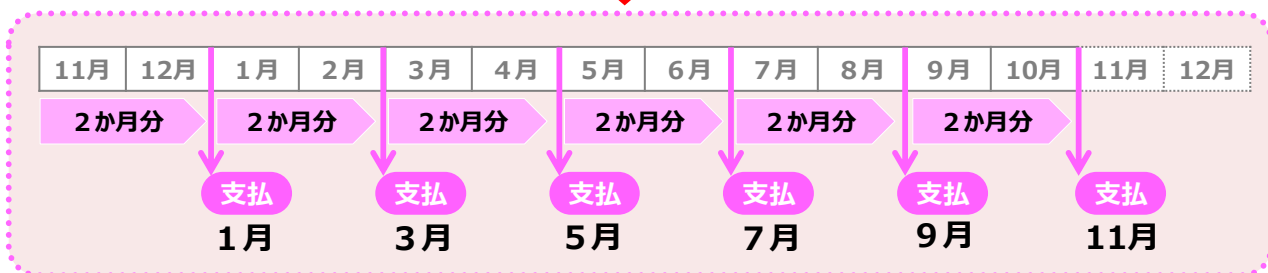 11月 12月 1月 2月 3月 4月 5月 6月 7月 8月 9月 10月 11月 12月
2か月分 2か月分 2か月分 2か月分 2か月分 2か月分
支払 支払 支払 支払 支払 支払
1月 3月 5月 7月 9月 11月